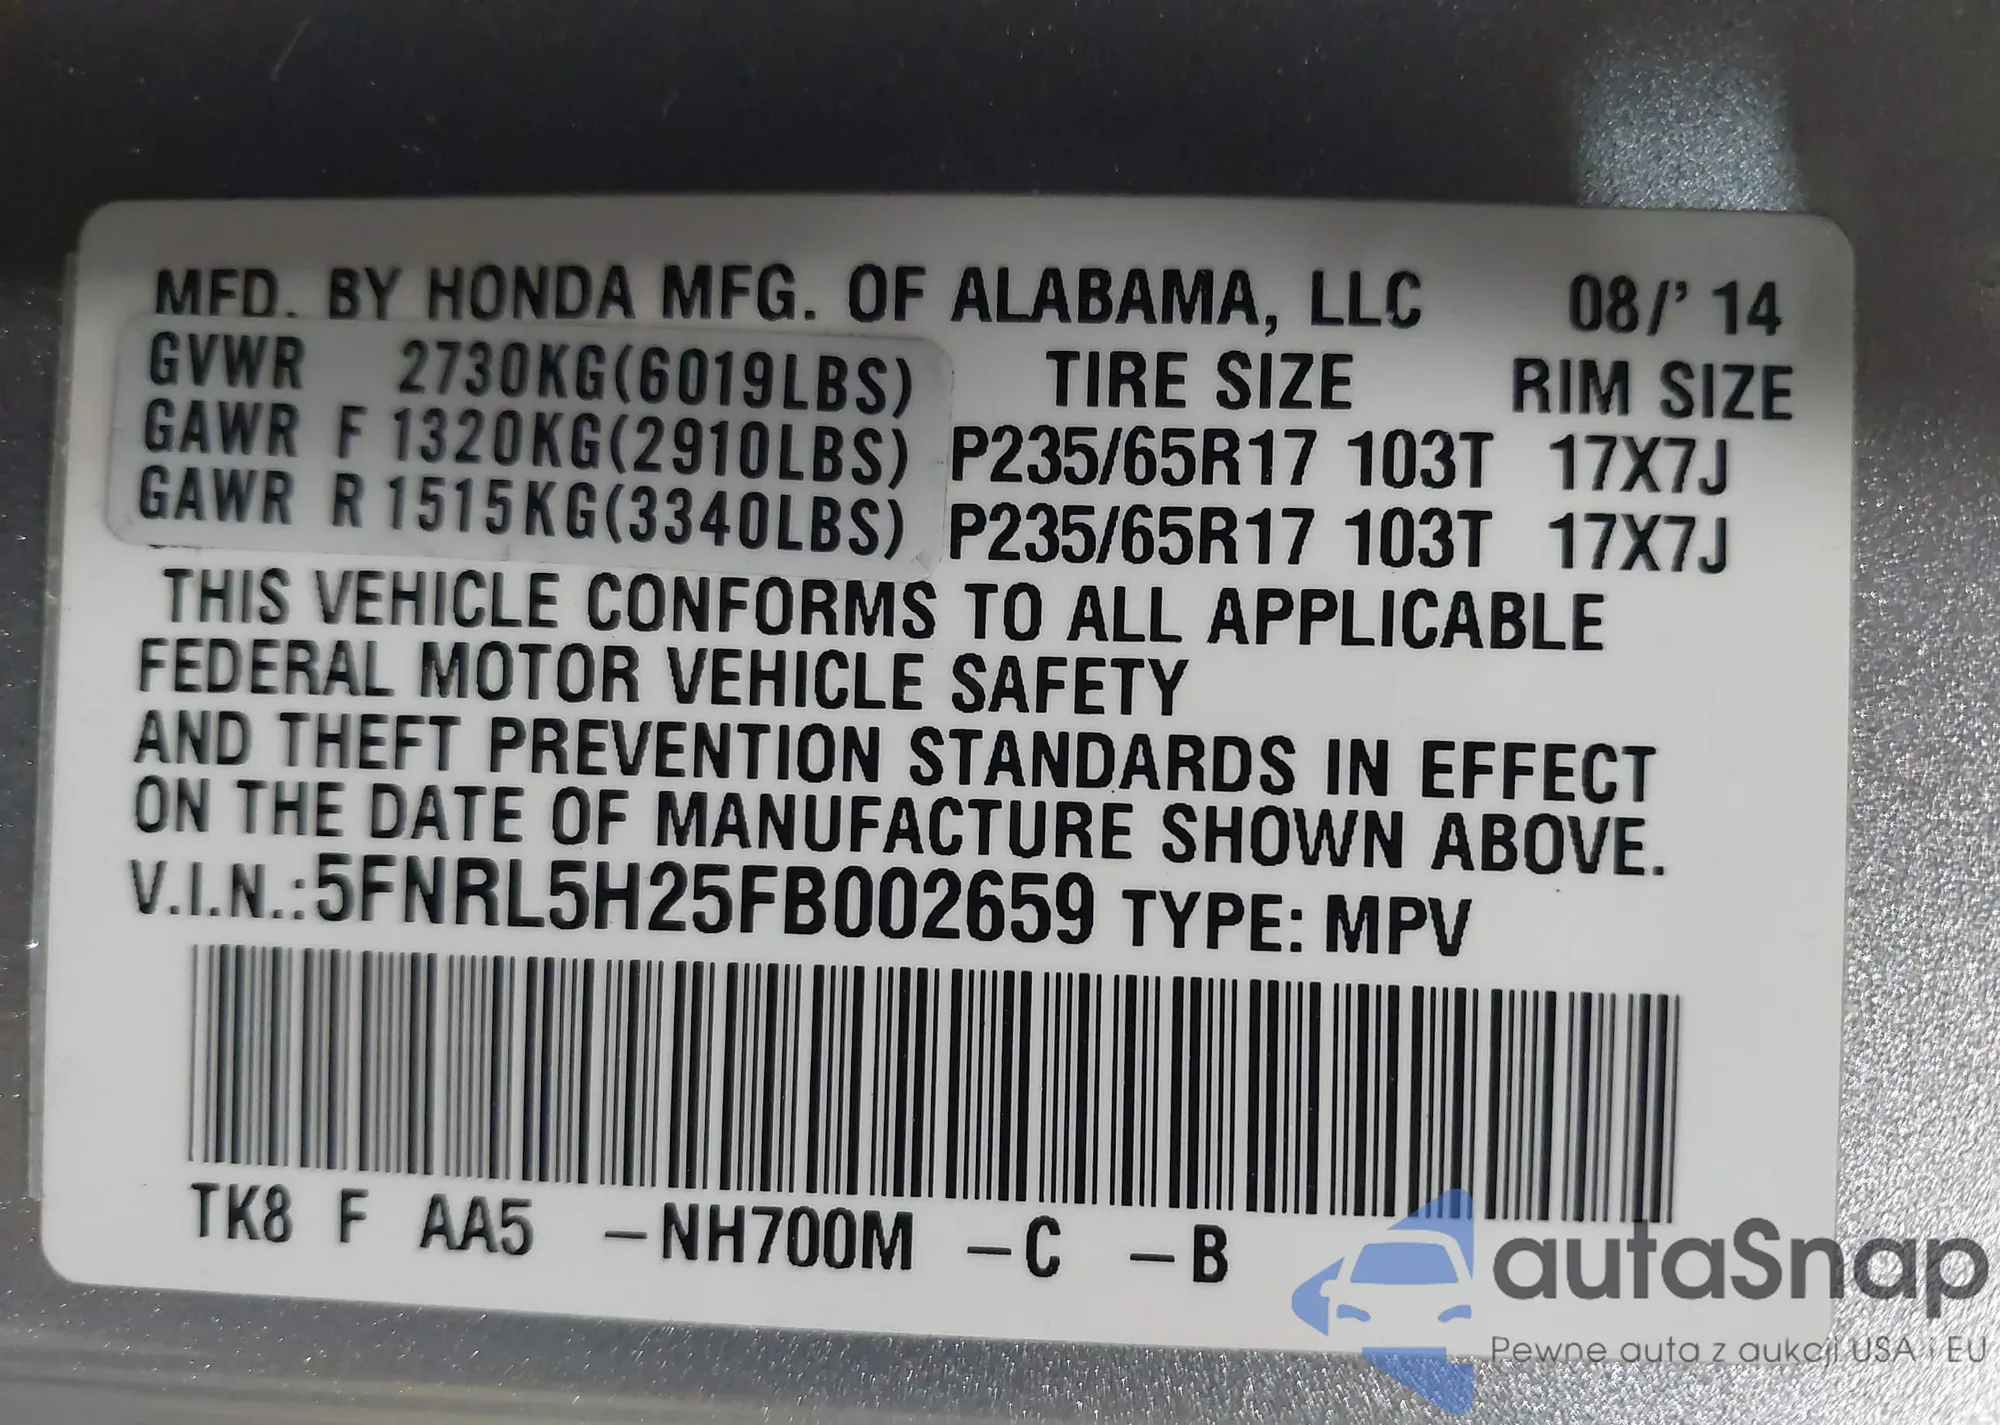 MFD. BY HONDA MFG. OF ALABAMA, LLC 08/' 14
GVWR 2730KG(6019LBS) TIRE SIZE RIM SIZE
GAWR F 1320KG(2910LBS) P235/65R17 103T 17X7J
GAWR R 1515KG(3340LBS) P235/65R17 103T 17X7J
THIS VEHICLE CONFORMS TO ALL APPLICABLE
FEDERAL MOTOR VEHICLE SAFETY
AND THEFT PREVENTION STANDARDS IN EFFECT
ON THE DATE OF MANUFACTURE SHOWN ABOVE.
V.I.N.:5FNRL5H25FB002659 TYPE: MPV
TK8 F AA5 -NH700M -C -B
autaSnap
Pewne auta z aukcji USA i EU